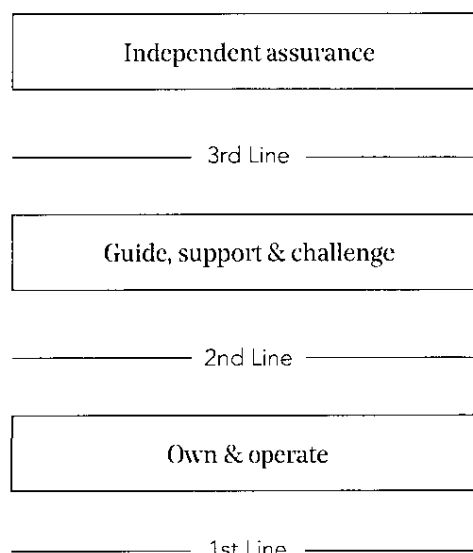 Independent assurance
3rd Line
Guide, support & challenge
2nd Line
Own & operate
1st Line